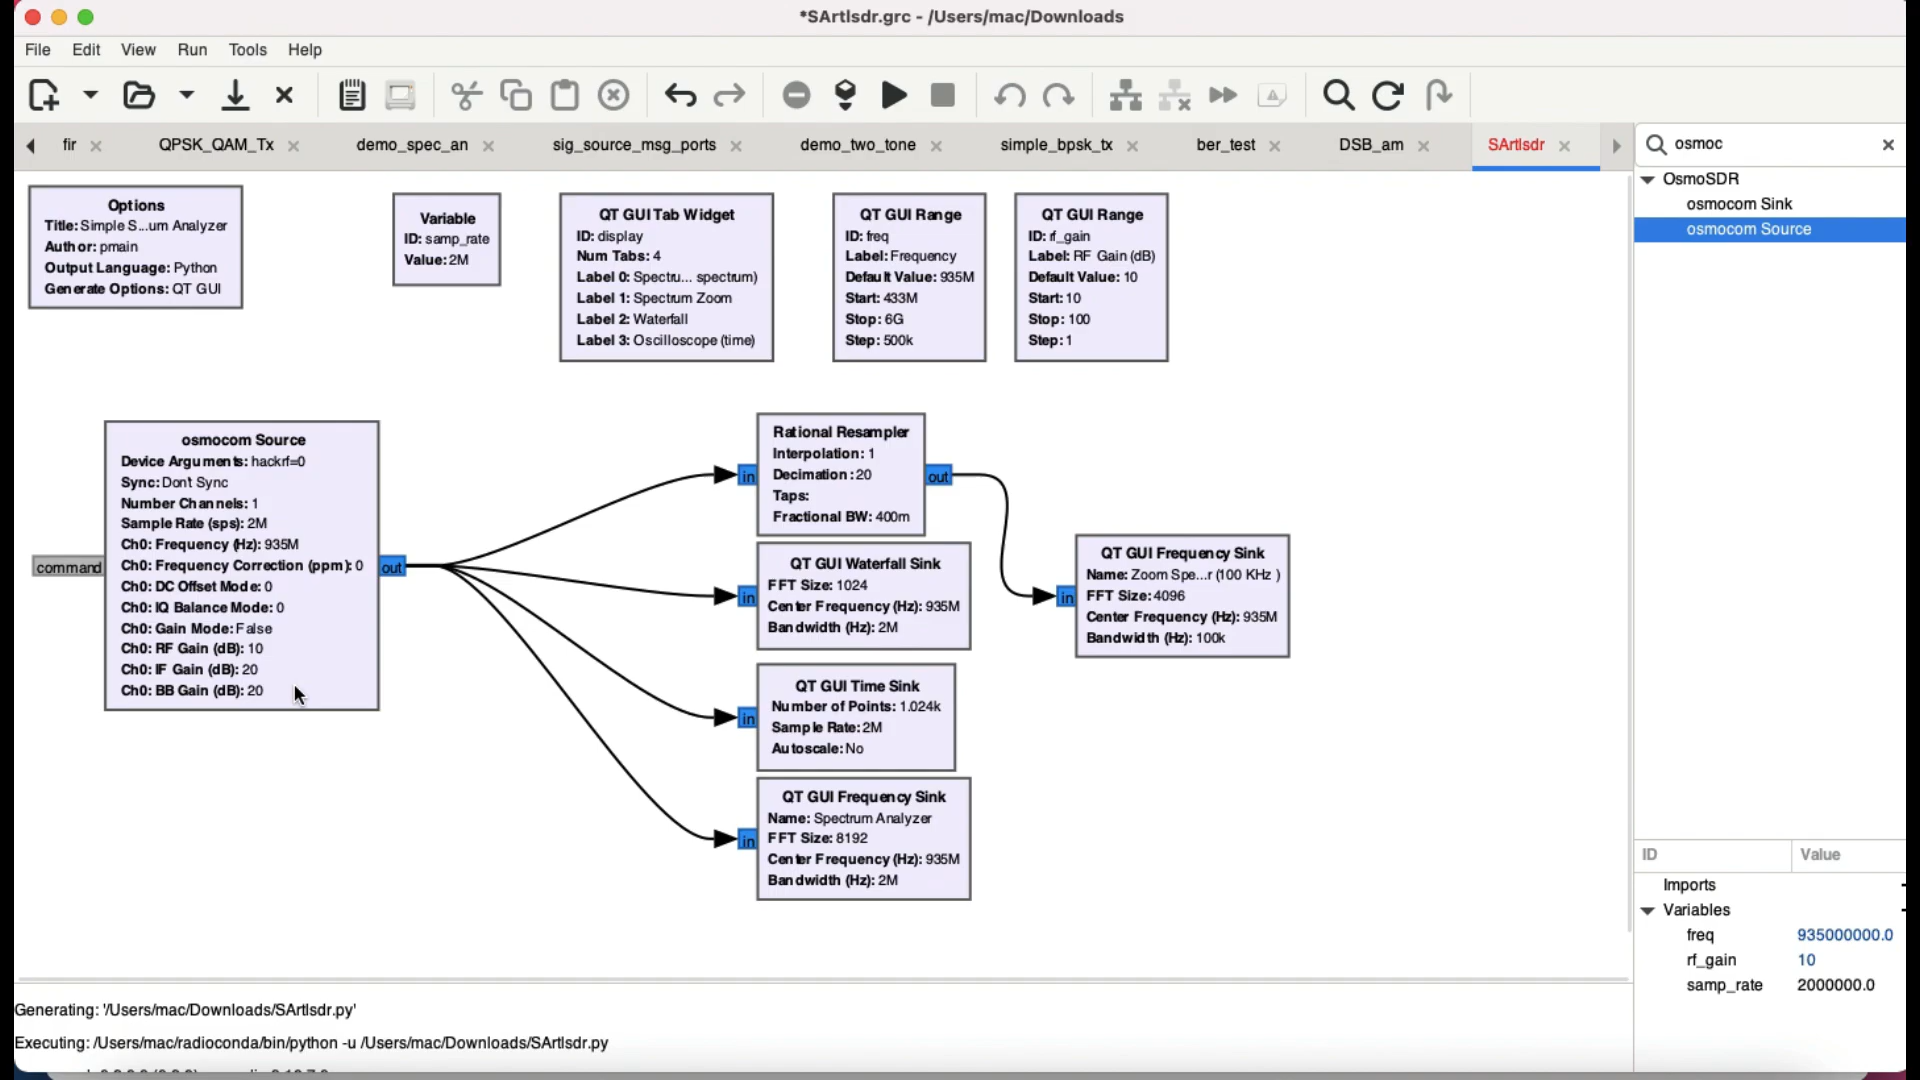 *SArtlsdr.grc - /Users/mac/Downloads
File Edit View Run Tools Help
fir QPSK_QAM_Tx demo_spec_an sig_source_msg_ports demo_two_tone simple_bpsk_tx ber_test DSB_am SArtlsdr
osmoc
OsmoSDR
osmocom Sink
osmocom Source
Options
Title: Simple S...um Analyzer
Author: pmain
Output Language: Python
Generate Options: QT GUI
Variable
ID: samp_rate
Value: 2M
QT GUI Tab Widget
ID: display
Num Tabs: 4
Label 0: Spectru... spectrum)
Label 1: Spectrum Zoom
Label 2: Waterfall
Label 3: Oscilloscope (time)
QT GUI Range
ID: freq
Label: Frequency
Default Value: 935M
Start: 433M
Stop: 6G
Step: 500k
QT GUI Range
ID: rf_gain
Label: RF Gain (dB)
Default Value: 10
Start: 10
Stop: 100
Step: 1
osmocom Source
Device Arguments: hackrf=0
Sync: Don't Sync
Number Channels: 1
Sample Rate (sps): 2M
Ch0: Frequency (Hz): 935M
Ch0: Frequency Correction (ppm): 0
Ch0: DC Offset Mode: 0
Ch0: IQ Balance Mode: 0
Ch0: Gain Mode: False
Ch0: RF Gain (dB): 10
Ch0: IF Gain (dB): 20
Ch0: BB Gain (dB): 20
command
out
in
Rational Resampler
Interpolation: 1
Decimation: 20
Taps:
Fractional BW: 400m
out
in
QT GUI Waterfall Sink
FFT Size: 1024
Center Frequency (Hz): 935M
Bandwidth (Hz): 2M
in
QT GUI Frequency Sink
Name: Zoom Spe...r (100 KHz )
FFT Size: 4096
Center Frequency (Hz): 935M
Bandwidth (Hz): 100k
in
QT GUI Time Sink
Number of Points: 1.024k
Sample Rate: 2M
Autoscale: No
in
QT GUI Frequency Sink
Name: Spectrum Analyzer
FFT Size: 8192
Center Frequency (Hz): 935M
Bandwidth (Hz): 2M
ID Value
Imports
Variables
freq 935000000.0
rf_gain 10
samp_rate 2000000.0
Generating: '/Users/mac/Downloads/SArtlsdr.py'
Executing: /Users/mac/radioconda/bin/python -u /Users/mac/Downloads/SArtlsdr.py